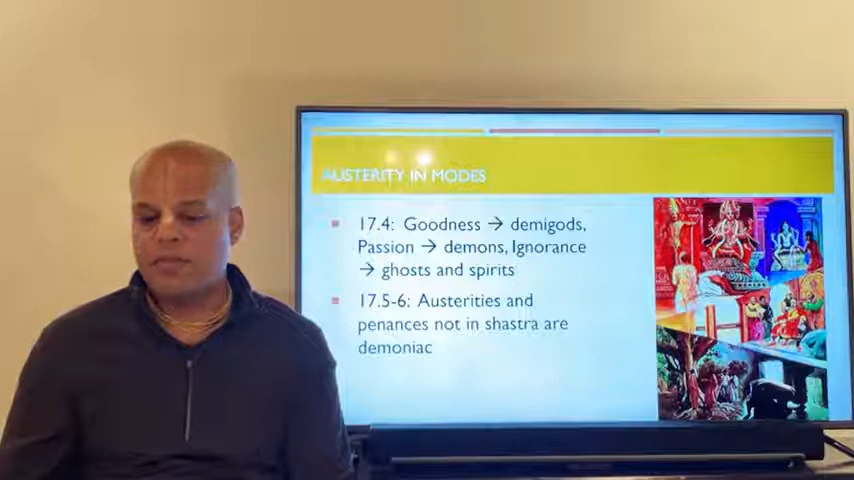 AUSTERITY IN MODES
17.4: Goodness → demigods,
Passion → demons, Ignorance
→ ghosts and spirits
17.5-6: Austerities and
penances not in shastra are
demoniac